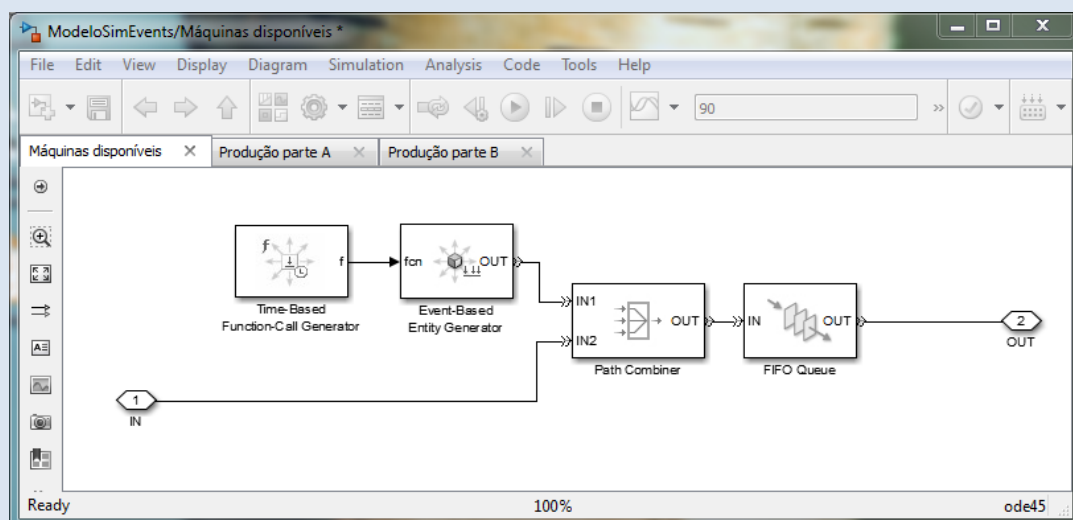 ModeloSimEvents/Máquinas disponíveis *
File Edit View Display Diagram Simulation Analysis Code Tools Help
90
Máquinas disponíveis
Produção parte A
Produção parte B
f
f
Time-Based
Function-Call Generator
fcn
OUT
Event-Based
Entity Generator
IN1
IN2
OUT
Path Combiner
IN
OUT
FIFO Queue
2
OUT
1
IN
Ready
100%
ode45